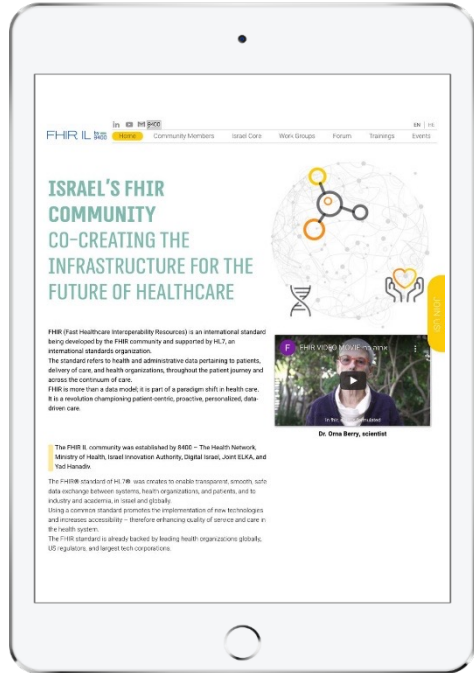 in 8400
EN | HE
FHIR IL by 8400
Home Community Members Israel Core Work Groups Forum Trainings Events
ISRAEL'S FHIR
COMMUNITY
CO-CREATING THE
INFRASTRUCTURE FOR THE
FUTURE OF HEALTHCARE
JOIN US
FHIR (Fast Healthcare Interoperability Resources) is an international standard
being developed by the FHIR community and supported by HL7, an
international standards organization.
The standard refers to health and administrative data pertaining to patients,
delivery of care, and health organizations, throughout the patient journey and
across the continuum of care.
FHIR is more than a data model; it is part of a paradigm shift in health care.
It is a revolution championing patient-centric, proactive, personalized, data-
driven care.
F FHIR VIDEO MOVIE
Dr. Orna Berry, scientist
The FHIR IL community was established by 8400 – The Health Network,
Ministry of Health, Israel Innovation Authority, Digital Israel, Joint ELKA, and
Yad Hanadiv.
The FHIR® standard of HL7® was creates to enable transparent, smooth, safe
data exchange between systems, health organizations, and patients, and to
industry and academia, in Israel and globally.
Using a common standard promotes the implementation of new technologies
and increases accessibility – therefore enhancing quality of service and care in
the health system.
The FHIR standard is already backed by leading health organizations globally,
US regulators, and largest tech corporations.